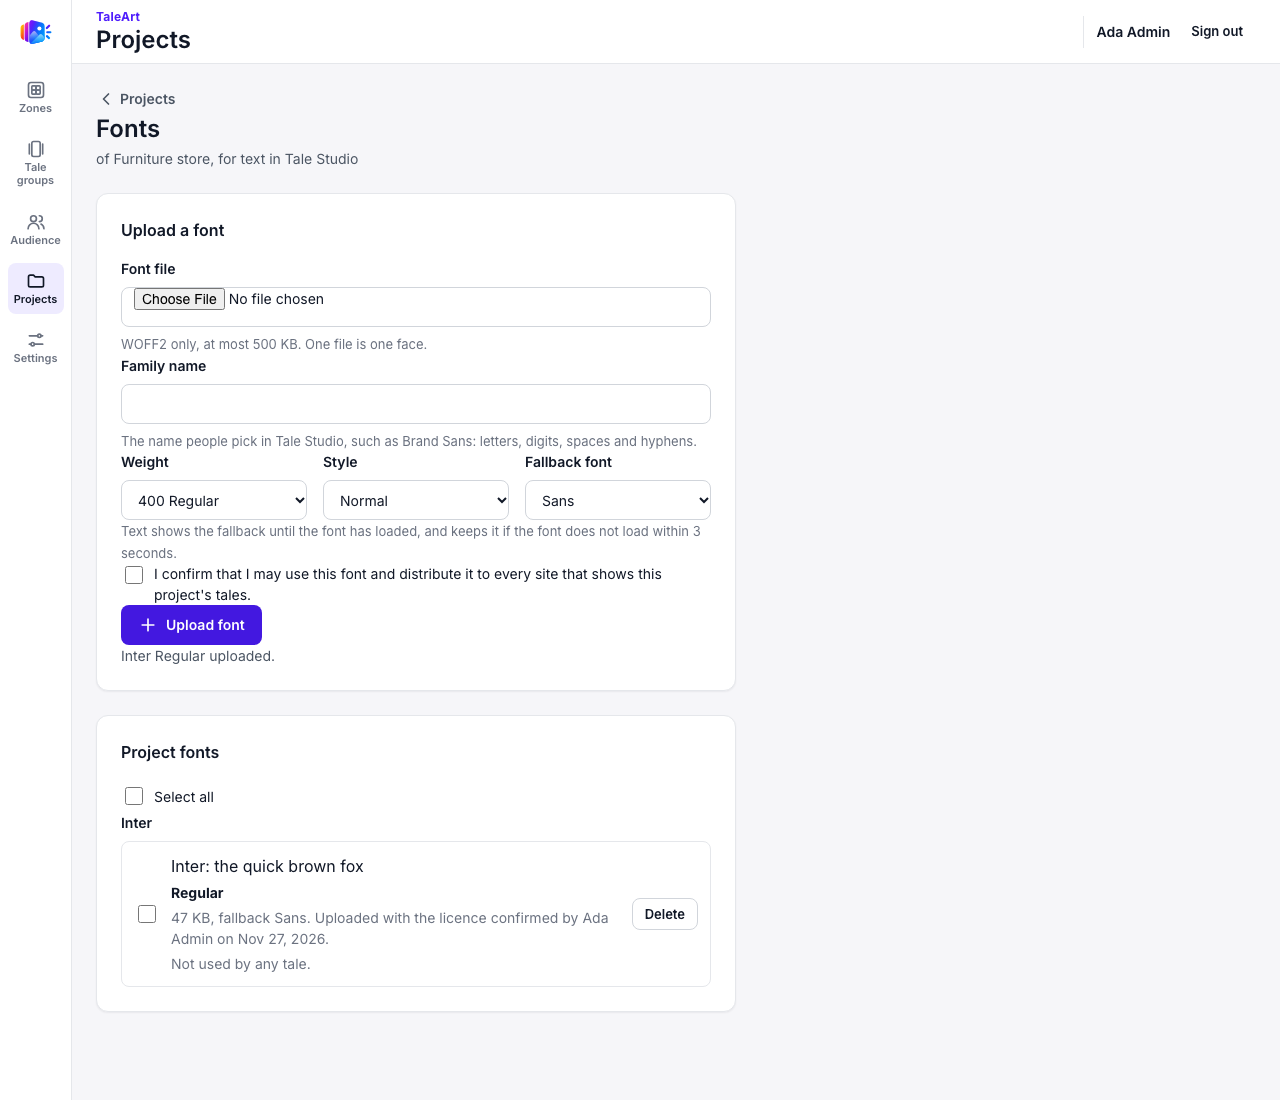 TaleArt
Projects
Ada Admin
Sign out
Zones
Tale
groups
Audience
Projects
Settings
Projects
Fonts
of Furniture store, for text in Tale Studio
Upload a font
Font file
Choose File No file chosen
WOFF2 only, at most 500 KB. One file is one face.
Family name
The name people pick in Tale Studio, such as Brand Sans: letters, digits, spaces and hyphens.
Weight Style Fallback font
400 Regular Normal Sans
Text shows the fallback until the font has loaded, and keeps it if the font does not load within 3
seconds.
I confirm that I may use this font and distribute it to every site that shows this
project's tales.
Upload font
Inter Regular uploaded.
Project fonts
Select all
Inter
Inter: the quick brown fox
Regular
47 KB, fallback Sans. Uploaded with the licence confirmed by Ada
Admin on Nov 27, 2026.
Not used by any tale.
Delete